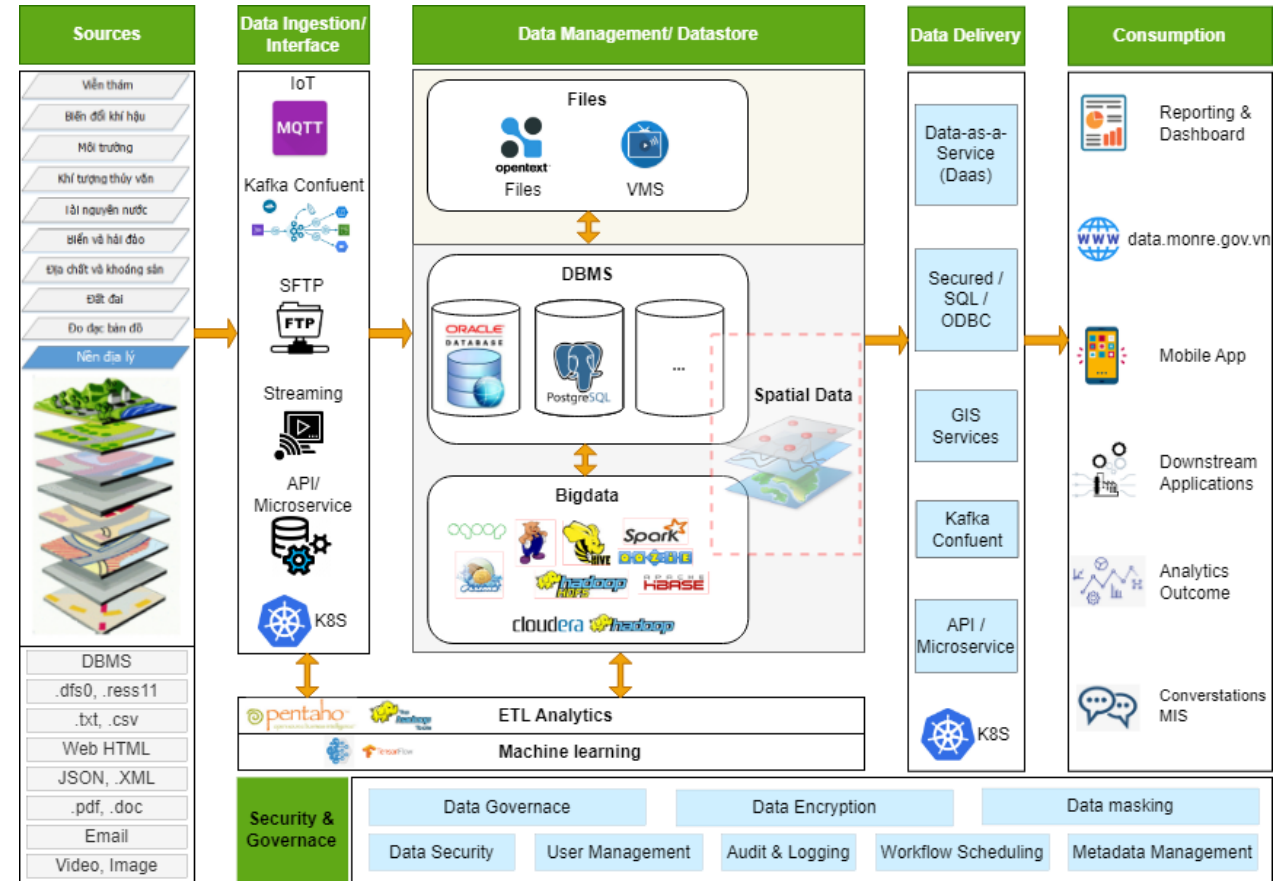 Sources
Data Ingestion/
Interface
Data Management/ Datastore
Data Delivery
Consumption
Viễn thám
Biến đổi khí hậu
Môi trường
Khí tượng thủy văn
Tài nguyên nước
Biển và hải đảo
Địa chất và khoáng sản
Đất đai
Đo đạc bản đồ
Nền địa lý
DBMS
.dfs0, .ress11
.txt, .csv
Web HTML
JSON, .XML
.pdf, .doc
Email
Video, Image
IoT
MQTT
Kafka Confuent
SFTP
FTP
Streaming
API/
Microservice
K8S
Files
opentext
Files
VMS
DBMS
ORACLE
DATABASE
PostgreSQL
...
Spatial Data
Bigdata
sqoop
HIVE
Spark
OOZIE
hadoop
HDFS
APACHE
HBASE
cloudera
hadoop
pentaho
ETL Analytics
TensorFlow
Machine learning
Data-as-a-
Service
(Daas)
Secured /
SQL /
ODBC
GIS
Services
Kafka
Confuent
API /
Microservice
K8S
Reporting &
Dashboard
WWW
data.monre.gov.vn
Mobile App
Downstream
Applications
Analytics
Outcome
Converstations
MIS
Security &
Governace
Data Governace
Data Encryption
Data masking
Data Security
User Management
Audit & Logging
Workflow Scheduling
Metadata Management